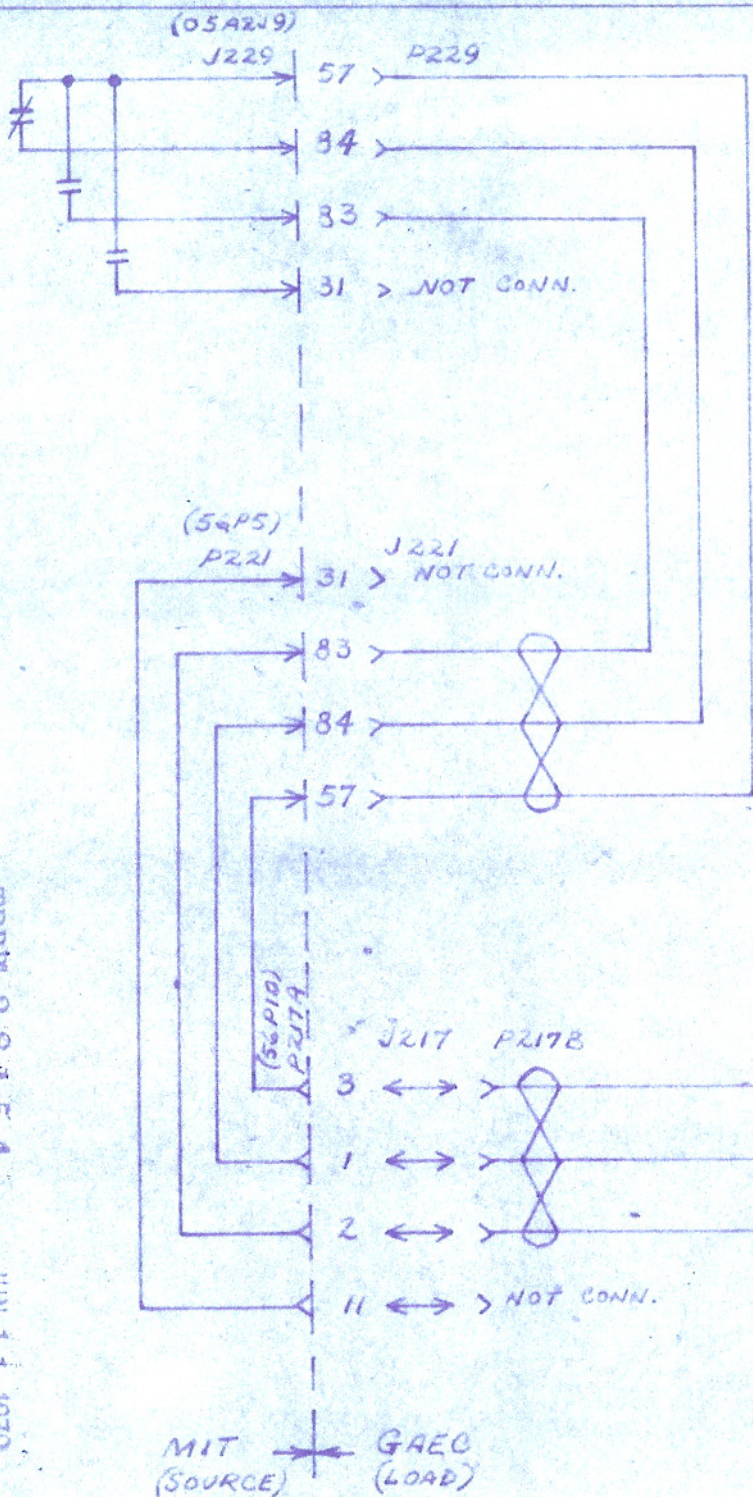 (05A2J9)
J229 57 P229
84
83
31 NOT CONN.
(56P5)
P221 31 J221
NOT CONN.
83
84
57
(56P10)
P217A
J217 P217B
3
1
2
11 NOT CONN.
MIT GAEC
(SOURCE) (LOAD)